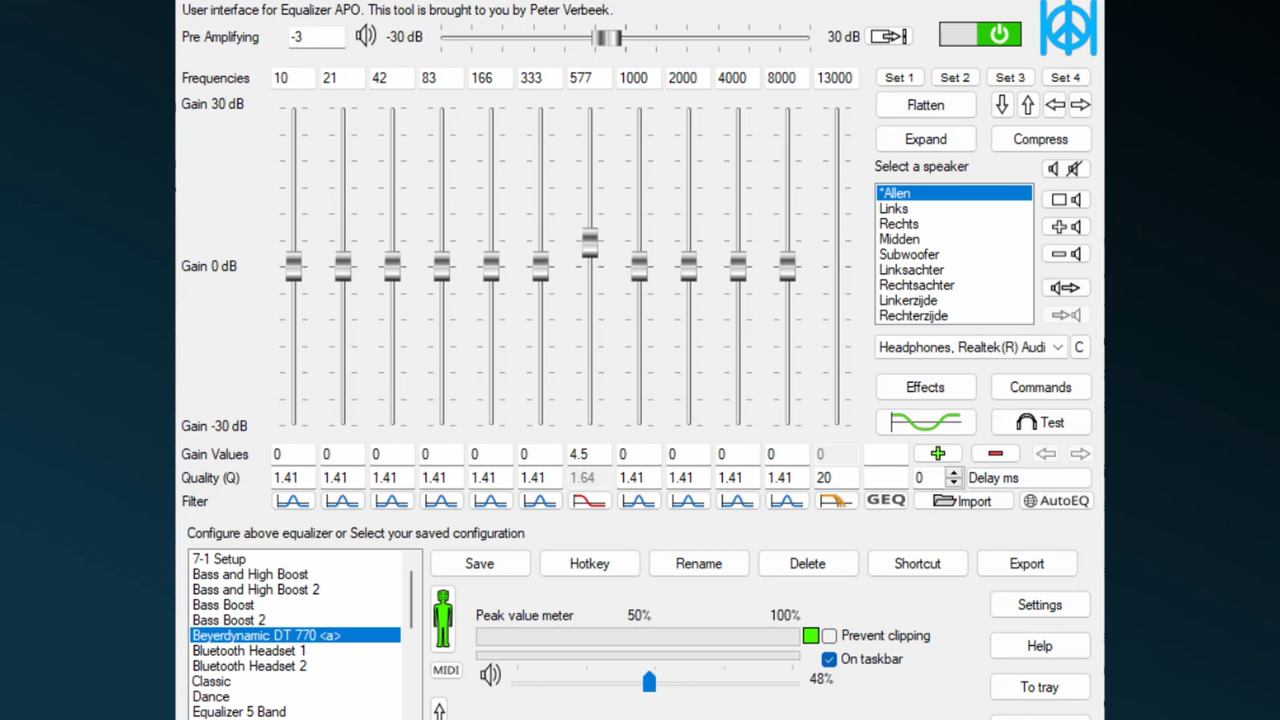 User interface for Equalizer APO. This tool is brought to you by Peter Verbeek.
Pre Amplifying -3 -30 dB 30 dB
Frequencies 10 21 42 83 166 333 577 1000 2000 4000 8000 13000 Set 1 Set 2 Set 3 Set 4
Gain 30 dB
Flatten
Expand Compress
Select a speaker
*Allen
Links
Rechts
Midden
Subwoofer
Linksachter
Rechtsachter
Linkerzijde
Rechterzijde
Gain 0 dB
Headphones, Realtek(R) Audi C
Effects Commands
Test
Gain -30 dB
Gain Values 0 0 0 0 0 0 4.5 0 0 0 0 0
Quality (Q) 1.41 1.41 1.41 1.41 1.41 1.41 1.64 1.41 1.41 1.41 1.41 20 0 Delay ms
Filter GEQ Import AutoEQ
Configure above equalizer or Select your saved configuration
7-1 Setup
Bass and High Boost
Bass and High Boost 2
Bass Boost
Bass Boost 2
Beyerdynamic DT 770 <a>
Bluetooth Headset 1
Bluetooth Headset 2
Classic
Dance
Equalizer 5 Band
Save Hotkey Rename Delete Shortcut Export
Settings
Peak value meter 50% 100%
Prevent clipping
Help
On taskbar
MIDI
48%
To tray